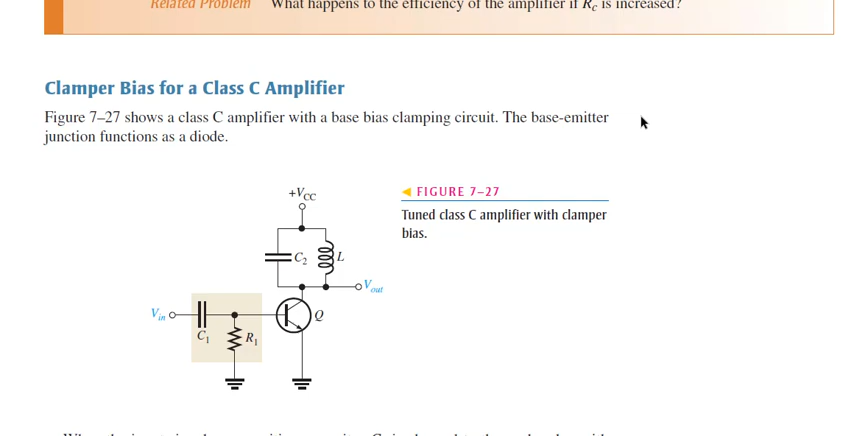 Related Problem What happens to the efficiency of the amplifier if Rc is increased?
Clamper Bias for a Class C Amplifier
Figure 7–27 shows a class C amplifier with a base bias clamping circuit. The base-emitter
junction functions as a diode.
+VCC
◀ FIGURE 7–27
Tuned class C amplifier with clamper
bias.
C2
L
Vout
Vin
Q
C1
R1